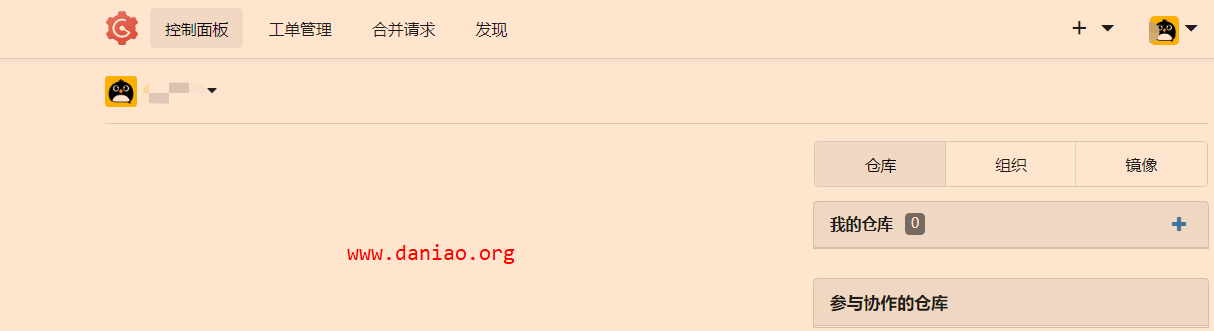 控制面板 工单管理 合并请求 发现
仓库 组织 镜像
我的仓库 0
www.daniao.org
参与协作的仓库